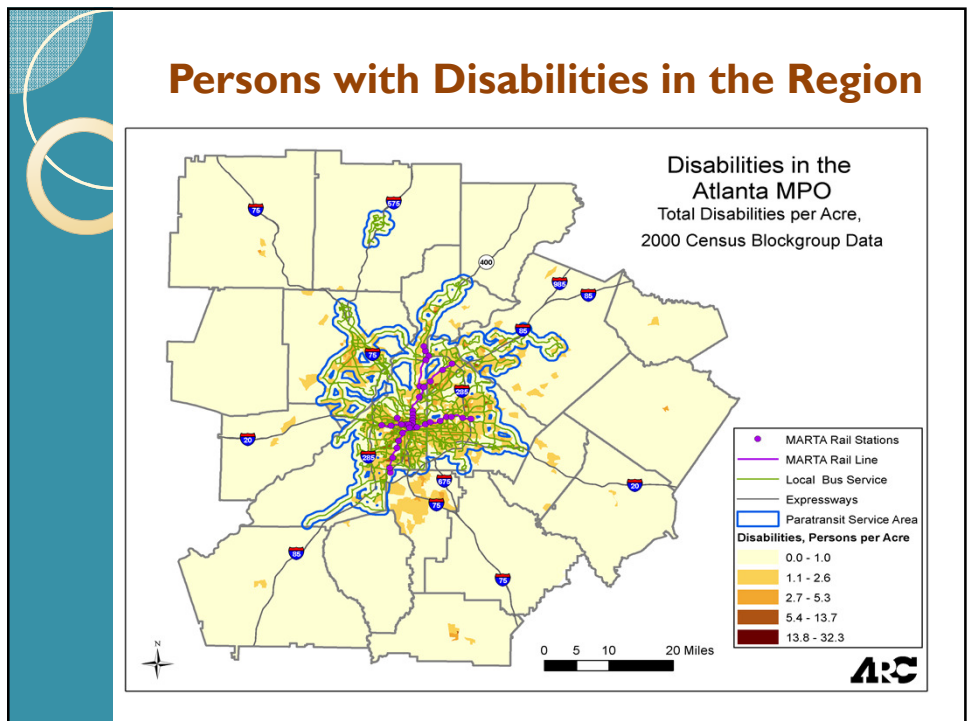 Persons with Disabilities in the Region
Disabilities in the
Atlanta MPO
Total Disabilities per Acre,
2000 Census Blockgroup Data
75
575
400
985
85
85
75
285
20
285
675
75
20
85
75
MARTA Rail Stations
MARTA Rail Line
Local Bus Service
Expressways
Paratransit Service Area
Disabilities, Persons per Acre
0.0 - 1.0
1.1 - 2.6
2.7 - 5.3
5.4 - 13.7
13.8 - 32.3
N
0 5 10 20 Miles
ARC